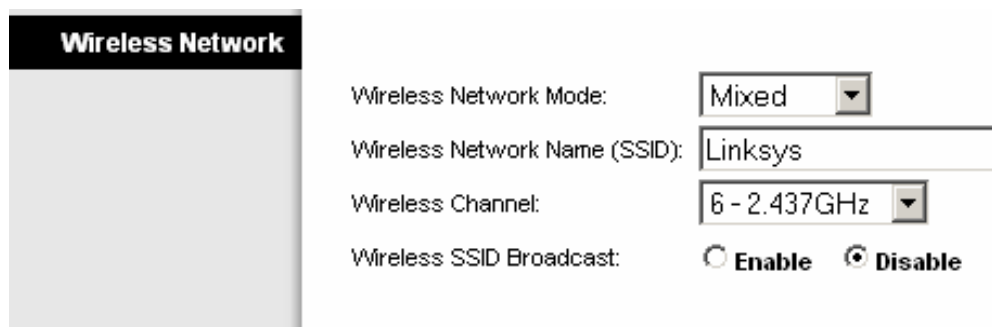 Wireless Network
Wireless Network Mode: Mixed
Wireless Network Name (SSID): Linksys
Wireless Channel: 6 - 2.437GHz
Wireless SSID Broadcast: Enable Disable